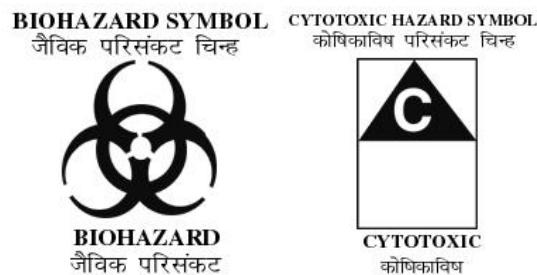 BIOHAZARD SYMBOL
जैविक परिसंकट चिन्ह
BIOHAZARD
जैविक परिसंकट
CYTOTOXIC HAZARD SYMBOL
कोषिकाविष परिसंकट चिन्ह
C
CYTOTOXIC
कोषिकाविष